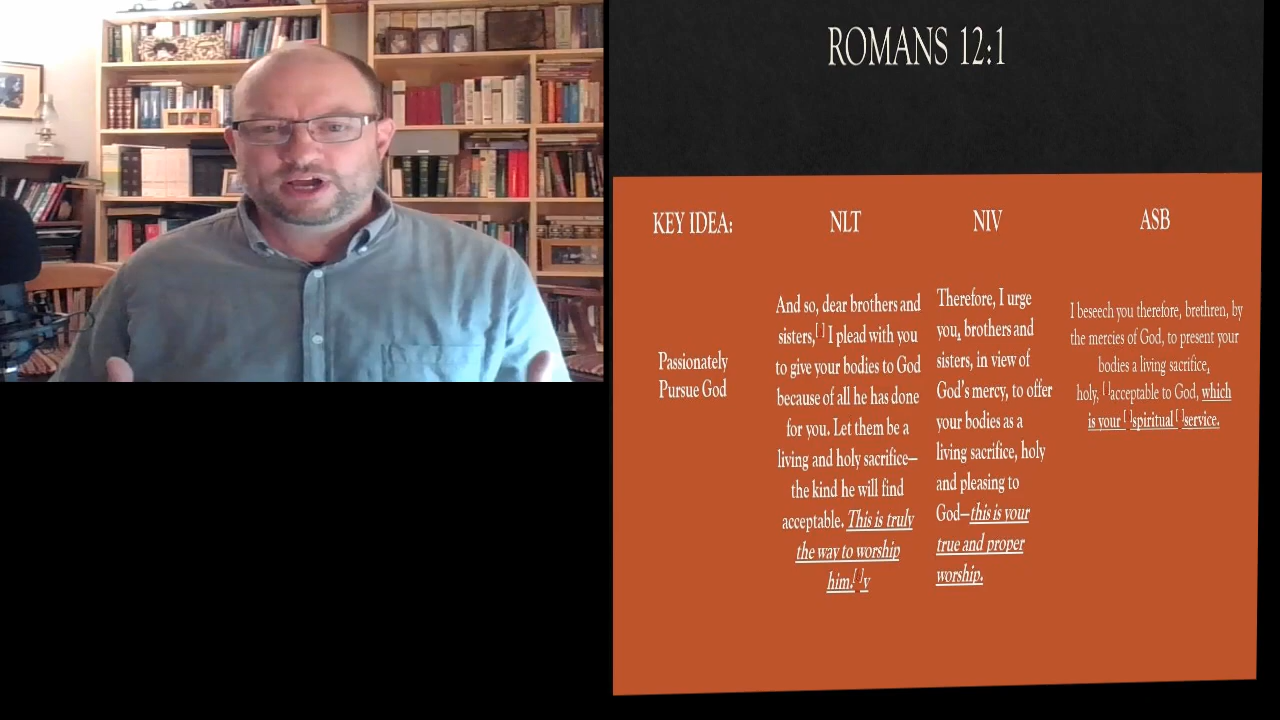 ROMANS 12:1
KEY IDEA:
NLT
NIV
ASB
Passionately
Pursue God
And so, dear brothers and
sisters,[ ] I plead with you
to give your bodies to God
because of all he has done
for you. Let them be a
living and holy sacrifice—
the kind he will find
acceptable. This is truly
the way to worship
him.[ ]v
Therefore, I urge
you, brothers and
sisters, in view of
God's mercy, to offer
your bodies as a
living sacrifice, holy
and pleasing to
God—this is your
true and proper
worship.
I beseech you therefore, brethren, by
the mercies of God, to present your
bodies a living sacrifice,
holy, [ ]acceptable to God, which
is your [ ]spiritual [ ]service.